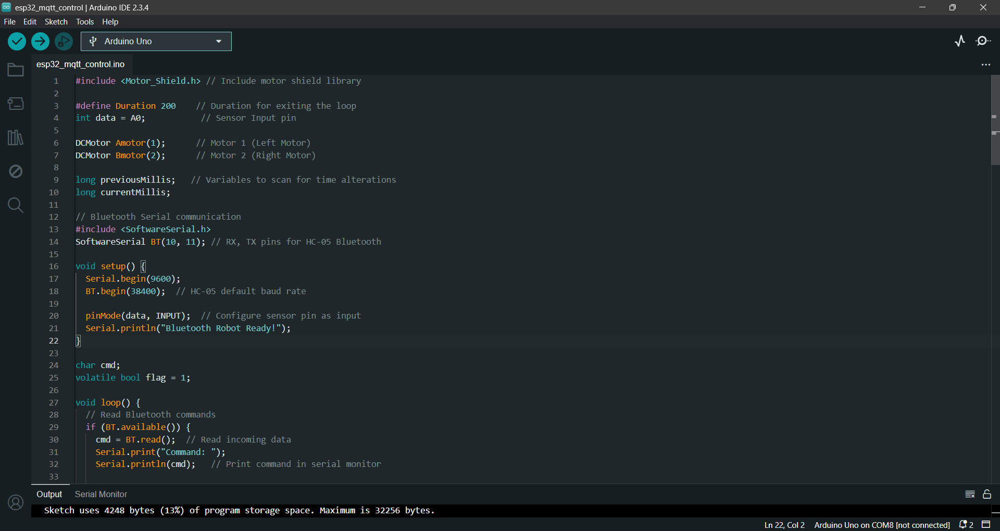 esp32_mqtt_control | Arduino IDE 2.3.4
File Edit Sketch Tools Help
Arduino Uno
esp32_mqtt_control.ino
1 #include <Motor_Shield.h> // Include motor shield library
2
3 #define Duration 200    // Duration for exiting the loop
4 int data = A0;           // Sensor Input pin
5
6 DCMotor Amotor(1);      // Motor 1 (Left Motor)
7 DCMotor Bmotor(2);      // Motor 2 (Right Motor)
8
9 long previousMillis;   // Variables to scan for time alterations
10 long currentMillis;
11
12 // Bluetooth Serial communication
13 #include <SoftwareSerial.h>
14 SoftwareSerial BT(10, 11); // RX, TX pins for HC-05 Bluetooth
15
16 void setup() {
17   Serial.begin(9600);
18   BT.begin(38400);  // HC-05 default baud rate
19
20   pinMode(data, INPUT);  // Configure sensor pin as input
21   Serial.println("Bluetooth Robot Ready!");
22 }
23
24 char cmd;
25 volatile bool flag = 1;
26
27 void loop() {
28   // Read Bluetooth commands
29   if (BT.available()) {
30     cmd = BT.read();  // Read incoming data
31     Serial.print("Command: ");
32     Serial.println(cmd);   // Print command in serial monitor
33
Output Serial Monitor
Sketch uses 4248 bytes (13%) of program storage space. Maximum is 32256 bytes.
Ln 22, Col 2 Arduino Uno on COM8 [not connected] 2